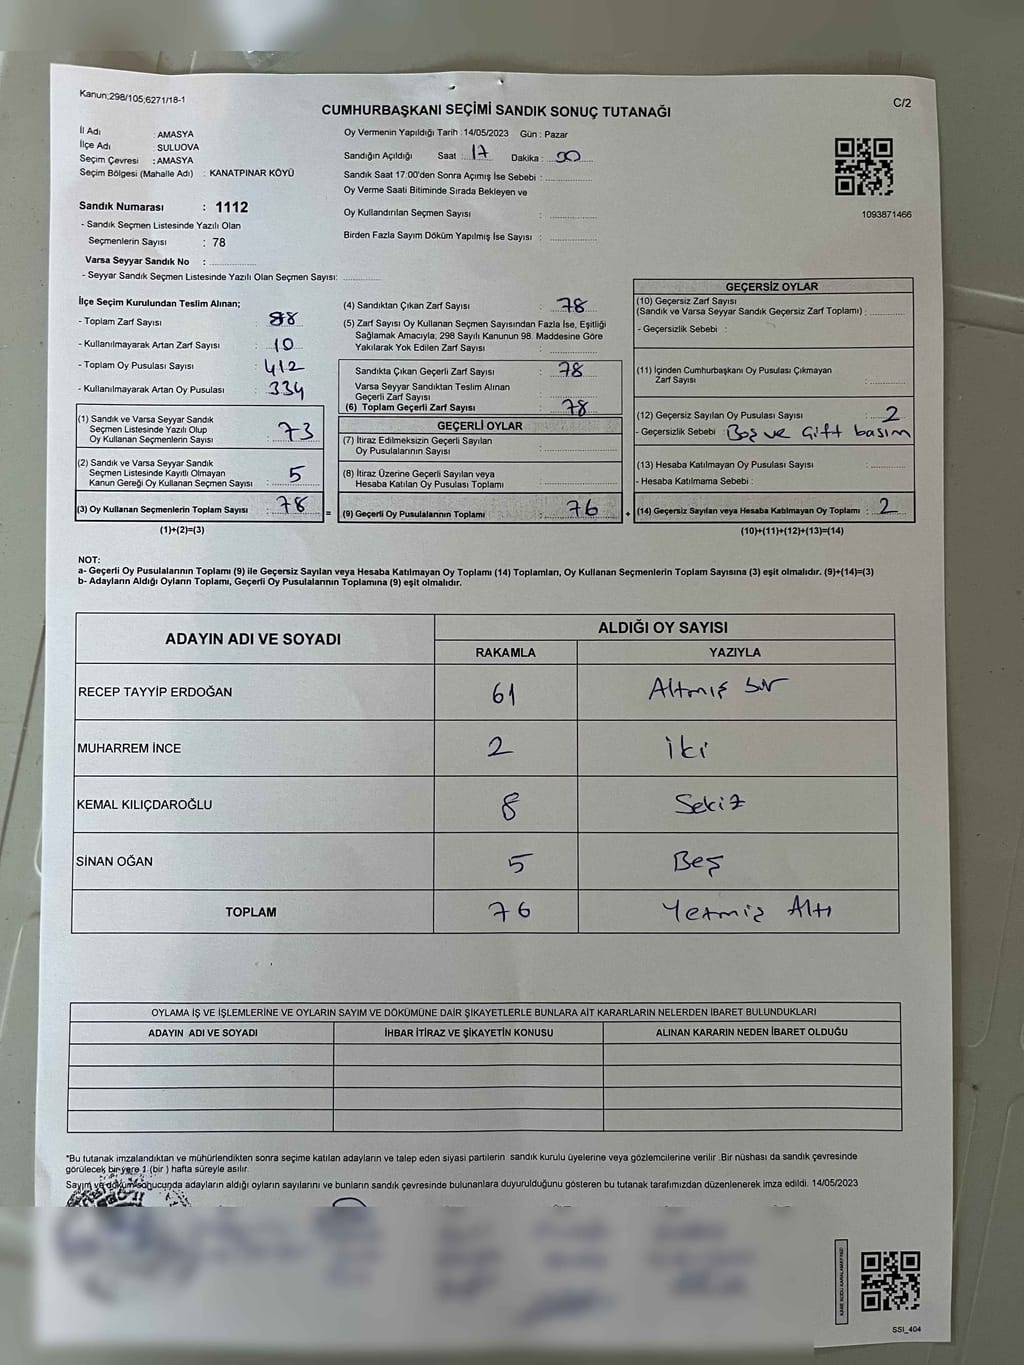 Kanun;298/105;6271/18-1
C/2
CUMHURBAŞKANI SEÇİMİ SANDIK SONUÇ TUTANAĞI
İl Adı : AMASYA
İlçe Adı : SULUOVA
Seçim Çevresi : AMASYA
Seçim Bölgesi (Mahalle Adı) : KANATPINAR KÖYÜ
Sandık Numarası : 1112
- Sandık Seçmen Listesinde Yazılı Olan
Seçmenlerin Sayısı : 78
Varsa Seyyar Sandık No :
- Seyyar Sandık Seçmen Listesinde Yazılı Olan Seçmen Sayısı:
Oy Vermenin Yapıldığı Tarih :14/05/2023 Gün : Pazar
Sandığın Açıldığı Saat : 17 Dakika : 00
Sandık Saat 17:00'den Sonra Açımış İse Sebebi :
Oy Verme Saati Bitiminde Sırada Bekleyen ve
Oy Kullandırılan Seçmen Sayısı :
Birden Fazla Sayım Döküm Yapılmış İse Sayısı :
1093871466
İlçe Seçim Kurulundan Teslim Alınan;
- Toplam Zarf Sayısı : 88
- Kullanılmayarak Artan Zarf Sayısı : 10
- Toplam Oy Pusulası Sayısı : 412
- Kullanılmayarak Artan Oy Pusulası : 334
(1) Sandık ve Varsa Seyyar Sandık
Seçmen Listesinde Yazılı Olup
Oy Kullanan Seçmenlerin Sayısı : 73
(2) Sandık ve Varsa Seyyar Sandık
Seçmen Listesinde Kayıtlı Olmayan
Kanun Gereği Oy Kullanan Seçmen Sayısı : 5
(3) Oy Kullanan Seçmenlerin Toplam Sayısı : 78
(1)+(2)=(3)
(4) Sandıktan Çıkan Zarf Sayısı : 78
(5) Zarf Sayısı Oy Kullanan Seçmen Sayısından Fazla İse, Eşitliği
Sağlamak Amacıyla, 298 Sayılı Kanunun 98. Maddesine Göre
Yakılarak Yok Edilen Zarf Sayısı :
Sandıkta Çıkan Geçerli Zarf Sayısı : 78
Varsa Seyyar Sandıktan Teslim Alınan
Geçerli Zarf Sayısı :
(6) Toplam Geçerli Zarf Sayısı : 78
GEÇERLİ OYLAR
(7) İtiraz Edilmeksizin Geçerli Sayılan
Oy Pusulasının Sayısı :
(8) İtiraz Üzerine Geçerli Sayılan veya
Hesaba Katılan Oy Pusulası Toplamı :
= (9) Geçerli Oy Pusulalarının Toplamı : 76
GEÇERSİZ OYLAR
(10) Geçersiz Zarf Sayısı
(Sandık ve Varsa Seyyar Sandık Geçersiz Zarf Toplamı) :
- Geçersizlik Sebebi :
(11) İçinden Cumhurbaşkanı Oy Pusulası Çıkmayan
Zarf Sayısı :
(12) Geçersiz Sayılan Oy Pusulası Sayısı : 2
- Geçersizlik Sebebi : Boş ve Çift basım
(13) Hesaba Katılmayan Oy Pusulası Sayısı :
- Hesaba Katılmama Sebebi :
+ (14) Geçersiz Sayılan veya Hesaba Katılmayan Oy Toplamı : 2
(10)+(11)+(12)+(13)=(14)
NOT:
a- Geçerli Oy Pusulalarının Toplamı (9) ile Geçersiz Sayılan veya Hesaba Katılmayan Oy Toplamı (14) Toplamları, Oy Kullanan Seçmenlerin Toplam Sayısına (3) eşit olmalıdır. (9)+(14)=(3)
b- Adayların Aldığı Oyların Toplamı, Geçerli Oy Pusulalarının Toplamına (9) eşit olmalıdır.
ADAYIN ADI VE SOYADI
ALDIĞI OY SAYISI
RAKAMLA YAZIYLA
RECEP TAYYİP ERDOĞAN 61 Altmış bir
MUHARREM İNCE 2 İki
KEMAL KILIÇDAROĞLU 8 Sekiz
SİNAN OĞAN 5 Beş
TOPLAM 76 Yetmiş Altı
OYLAMA İŞ VE İŞLEMLERİNE VE OYLARIN SAYIM VE DÖKÜMÜNE DAİR ŞİKAYETLERLE BUNLARA AİT KARARLARIN NELERDEN İBARET BULUNDUKLARI
ADAYIN ADI VE SOYADI İHBAR İTİRAZ VE ŞİKAYETİN KONUSU ALINAN KARARIN NEDEN İBARET OLDUĞU
*Bu tutanak imzalandıktan ve mühürlendikten sonra seçime katılan adayların ve talep eden siyasi partilerin sandık kurulu üyelerine veya gözlemcilerine verilir .Bir nüshası da sandık çevresinde
görülecek bir yere 1 (bir ) hafta süreyle asılır.
Sayım ve döküm sonucunda adayların aldığı oyların sayılarını ve bunların sandık çevresinde bulunanlara duyurulduğunu gösteren bu tutanak tarafımızdan düzenlenerek imza edildi. 14/05/2023
SSI_404